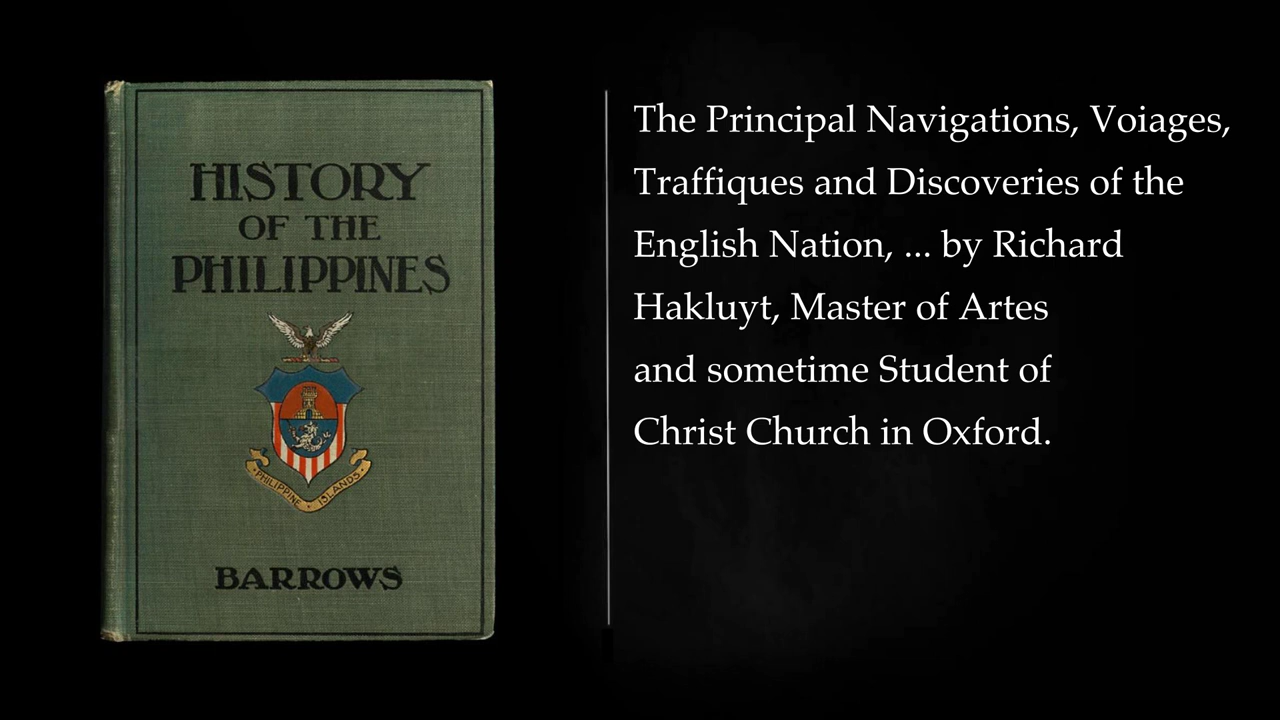 HISTORY
OF THE
PHILIPPINES
PHILIPPINE ISLANDS
BARROWS
The Principal Navigations, Voiages,
Traffiques and Discoveries of the
English Nation, ... by Richard
Hakluyt, Master of Artes
and sometime Student of
Christ Church in Oxford.